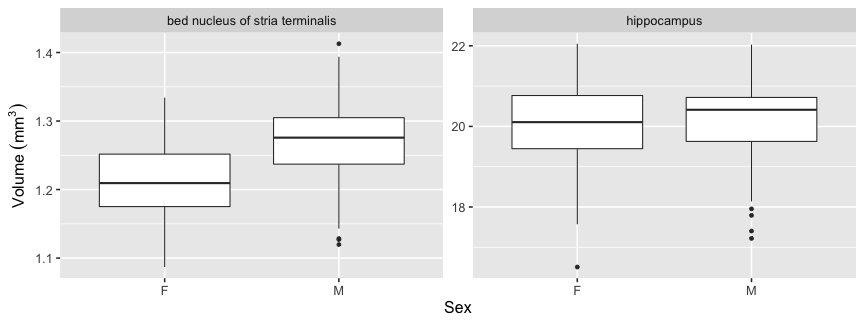 bed nucleus of stria terminalis
hippocampus
Volume (mm³)
1.4
1.3
1.2
1.1
22
20
18
F M
F M
Sex